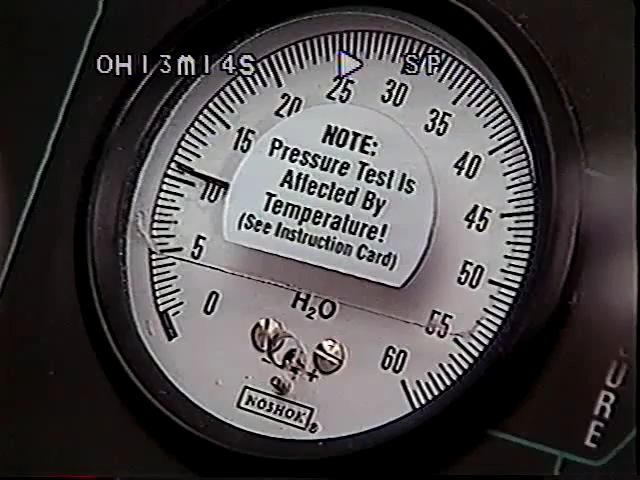 0H13M14S SP
25
30
20
35
15
40
10
45
5
50
0
55
60
NOTE:
Pressure Test Is
Affected By
Temperature!
(See Instruction Card)
H2O
NOSHOK®
URE